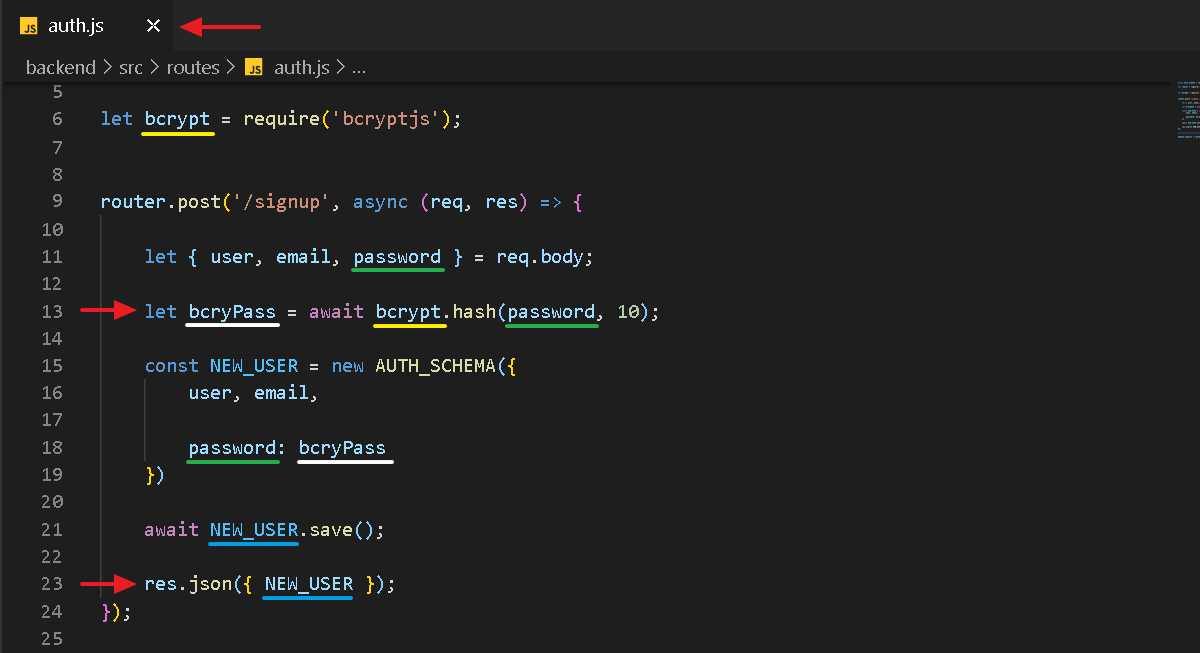 JS auth.js ×
backend > src > routes > JS auth.js > ...
5
6 let bcrypt = require('bcryptjs');
7
8
9 router.post('/signup', async (req, res) => {
10
11 let { user, email, password } = req.body;
12
13 let bcryPass = await bcrypt.hash(password, 10);
14
15 const NEW_USER = new AUTH_SCHEMA({
16 user, email,
17
18 password: bcryPass
19 })
20
21 await NEW_USER.save();
22
23 res.json({ NEW_USER });
24 });
25